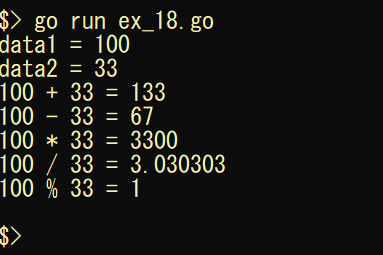 $> go run ex_18.go
data1 = 100
data2 = 33
100 + 33 = 133
100 - 33 = 67
100 * 33 = 3300
100 / 33 = 3.030303
100 % 33 = 1
$>